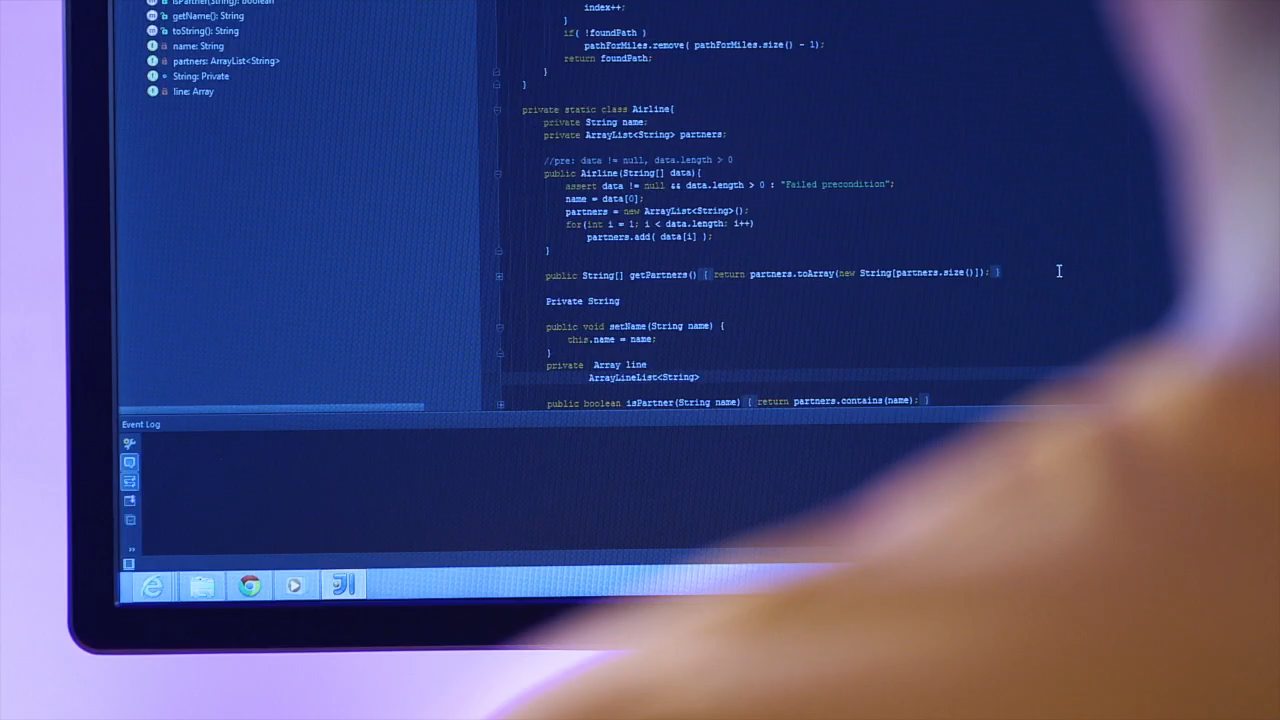 isPartner(String): boolean
getName(): String
toString(): String
name: String
partners: ArrayList<String>
String: Private
line: Array
index++;
}
if( !foundPath )
pathForMiles.remove( pathForMiles.size() - 1);
return foundPath;
}
}
private static class Airline{
private String name;
private ArrayList<String> partners;
//pre: data != null, data.length > 0
public Airline(String[] data){
assert data != null && data.length > 0 : "Failed precondition";
name = data[0];
partners = new ArrayList<String>();
for(int i = 1; i < data.length; i++)
partners.add( data[i] );
}
public String[] getPartners() { return partners.toArray(new String[partners.size()]); }
Private String
public void setName(String name) {
this.name = name;
}
private  Array line
ArrayLineList<String>
public boolean isPartner(String name) { return partners.contains(name); }
Event Log